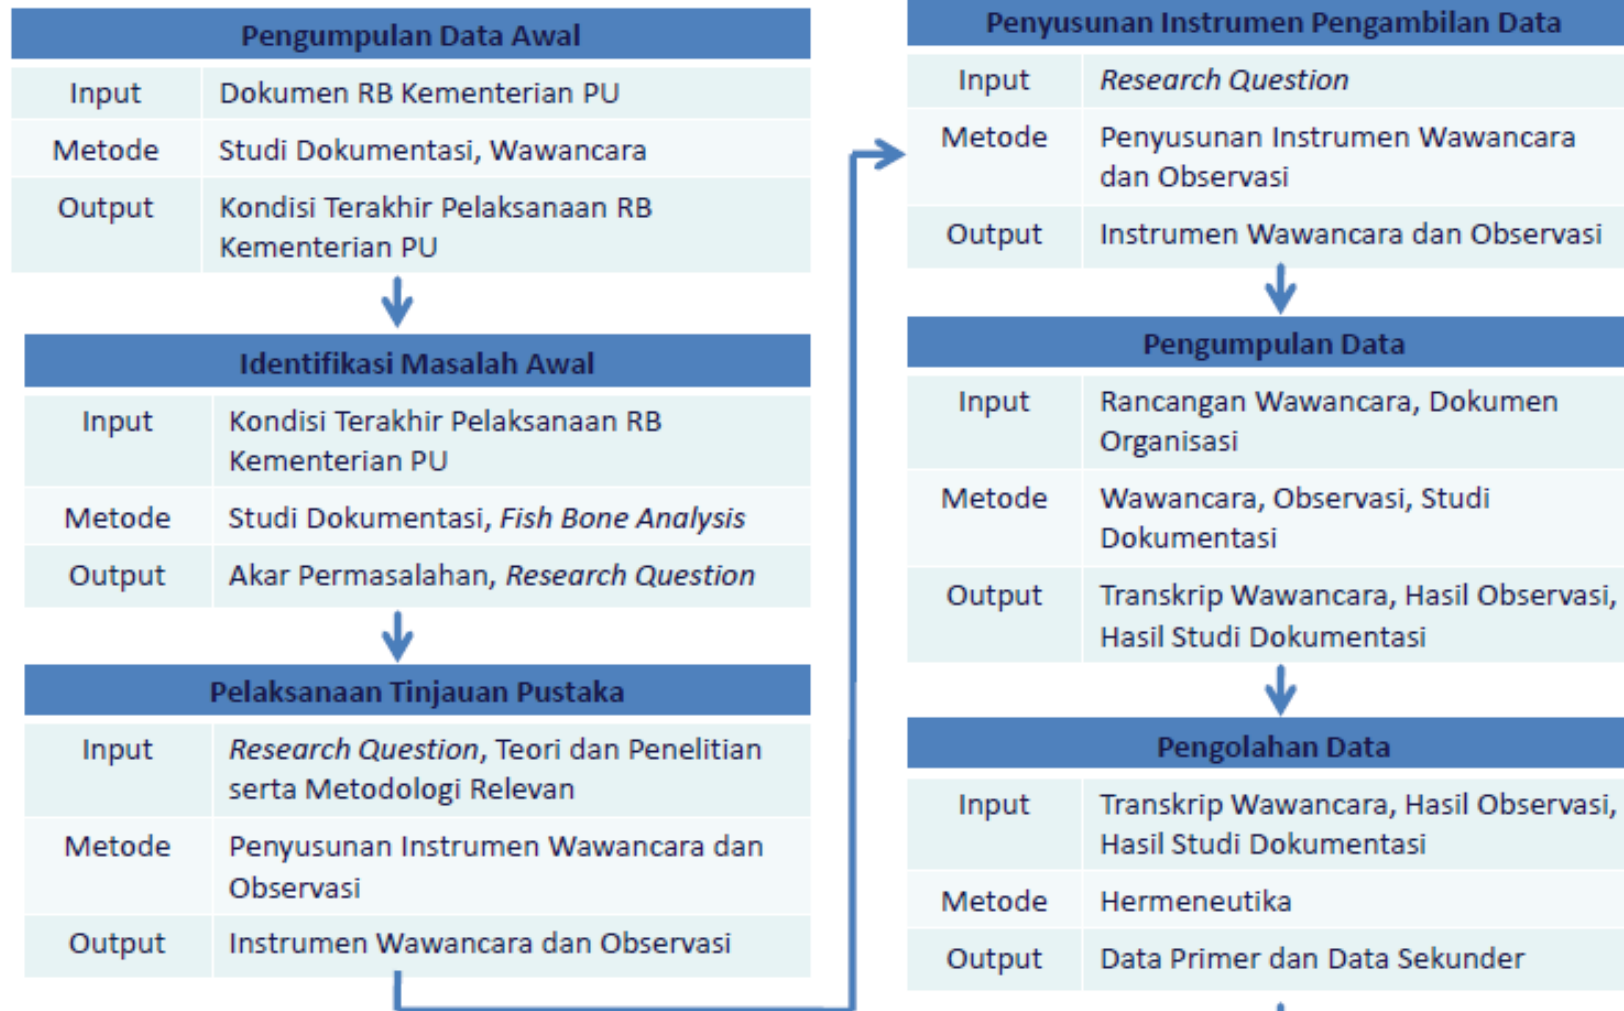 Pengumpulan Data Awal
Input Dokumen RB Kementerian PU
Metode Studi Dokumentasi, Wawancara
Output Kondisi Terakhir Pelaksanaan RB
Kementerian PU
Identifikasi Masalah Awal
Input Kondisi Terakhir Pelaksanaan RB
Kementerian PU
Metode Studi Dokumentasi, Fish Bone Analysis
Output Akar Permasalahan, Research Question
Pelaksanaan Tinjauan Pustaka
Input Research Question, Teori dan Penelitian
serta Metodologi Relevan
Metode Penyusunan Instrumen Wawancara dan
Observasi
Output Instrumen Wawancara dan Observasi
Penyusunan Instrumen Pengambilan Data
Input Research Question
Metode Penyusunan Instrumen Wawancara
dan Observasi
Output Instrumen Wawancara dan Observasi
Pengumpulan Data
Input Rancangan Wawancara, Dokumen
Organisasi
Metode Wawancara, Observasi, Studi
Dokumentasi
Output Transkrip Wawancara, Hasil Observasi,
Hasil Studi Dokumentasi
Pengolahan Data
Input Transkrip Wawancara, Hasil Observasi,
Hasil Studi Dokumentasi
Metode Hermeneutika
Output Data Primer dan Data Sekunder